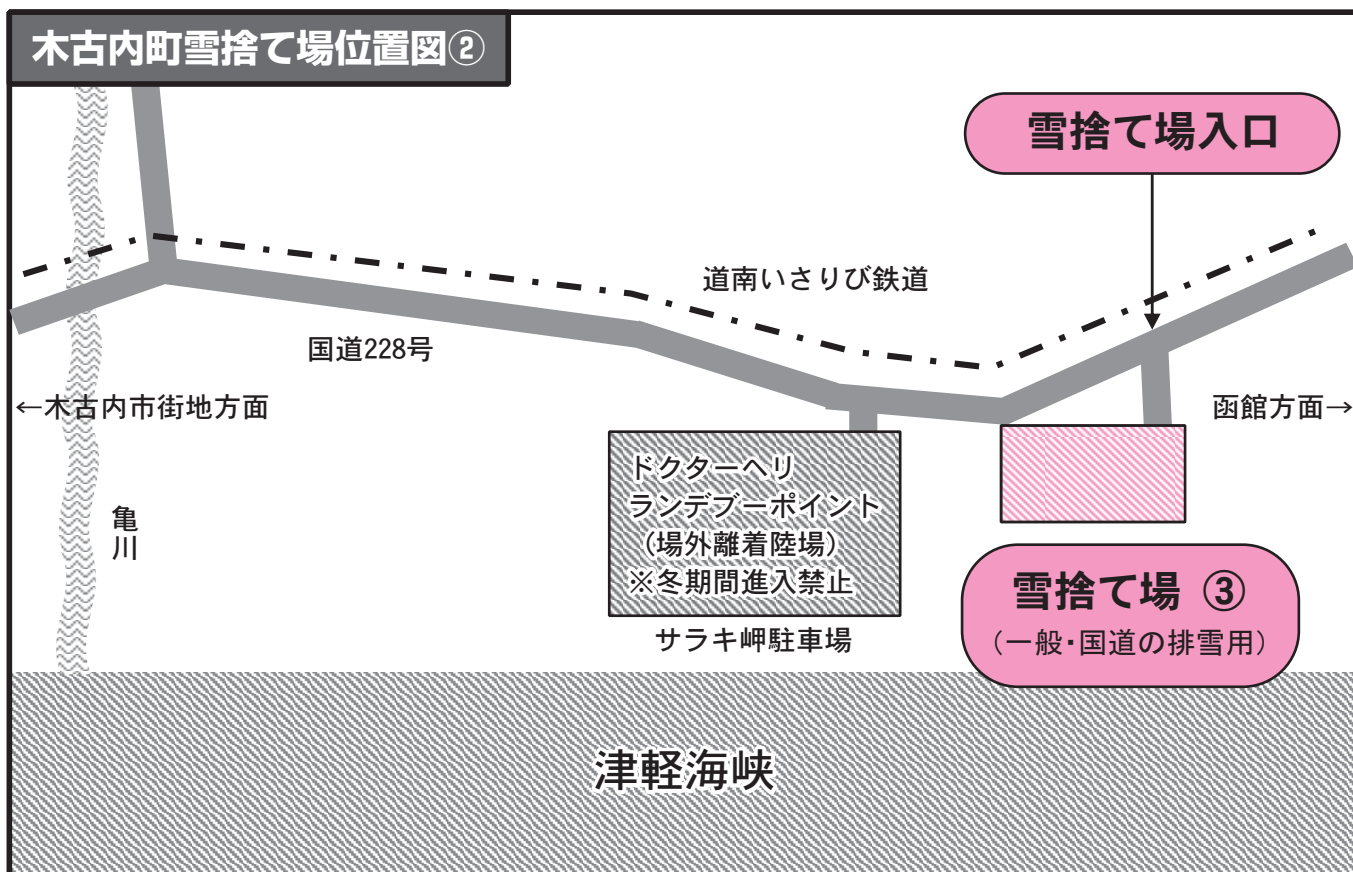 木古内町雪捨て場位置図②
雪捨て場入口
道南いさりび鉄道
国道228号
←木古内市街地方面
函館方面→
亀川
ドクターヘリ
ランデブーポイント
（場外離着陸場）
※冬期間進入禁止
サラキ岬駐車場
雪捨て場 ③
（一般・国道の排雪用）
津軽海峡